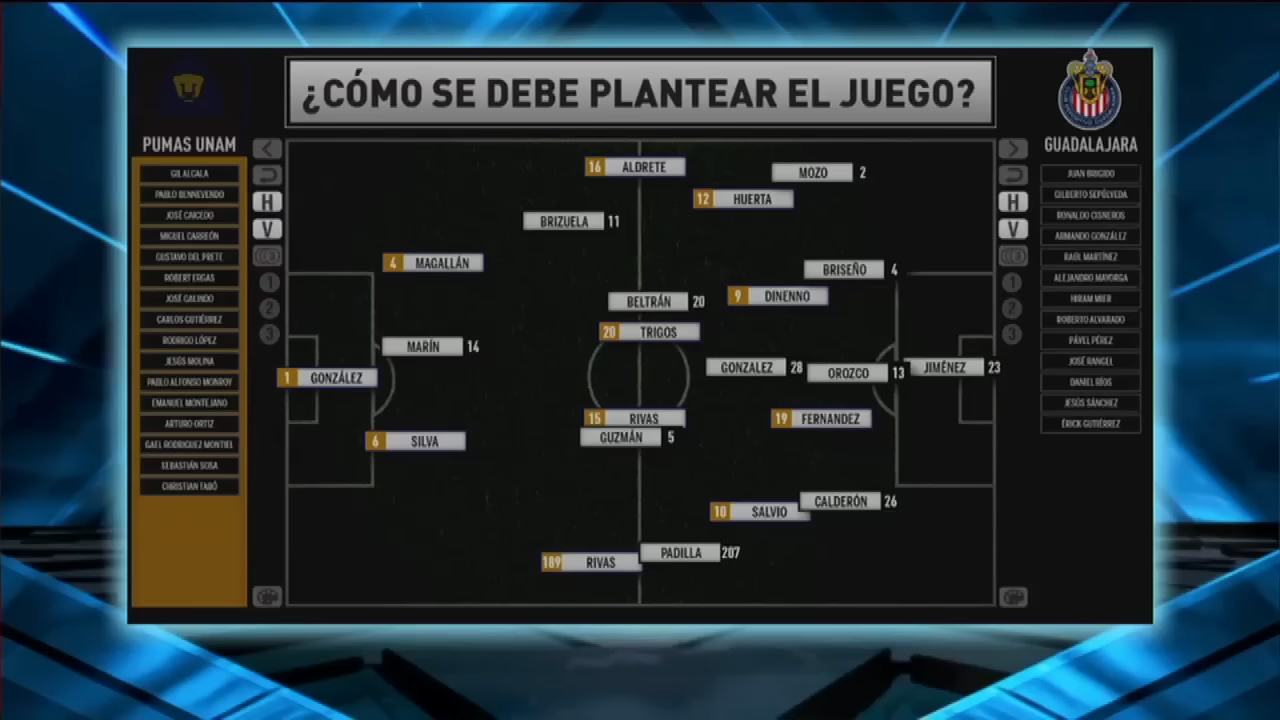 ¿CÓMO SE DEBE PLANTEAR EL JUEGO?
PUMAS UNAM
GIL ALCALA
PABLO BENNEVENDO
JOSÉ CAICEDO
MIGUEL CARREÓN
GUSTAVO DEL PRETE
ROBERT ERGAS
JOSÉ GALINDO
CARLOS GUTIÉRREZ
RODRIGO LÓPEZ
JESÚS MOLINA
PABLO ALFONSO MONROY
EMANUEL MONTEJANO
ARTURO ORTIZ
GAEL RODRIGUEZ MONTIEL
SEBASTIÁN SOSA
CHRISTIAN TABÓ
H
V
1
2
3
16 ALDRETE
MOZO 2
12 HUERTA
BRIZUELA 11
4 MAGALLÁN
BRISEÑO 4
9 DINENNO
BELTRÁN 20
20 TRIGOS
MARÍN 14
GONZALEZ 28
OROZCO 13
JIMÉNEZ 23
1 GONZÁLEZ
15 RIVAS
19 FERNANDEZ
GUZMÁN 5
6 SILVA
CALDERÓN 26
10 SALVIO
PADILLA 207
189 RIVAS
H
V
1
2
3
GUADALAJARA
JUAN BRIGIDO
GILBERTO SEPÚLVEDA
RONALDO CISNEROS
ARMANDO GONZÁLEZ
RAÚL MARTÍNEZ
ALEJANDRO MAYORGA
HIRAM MIER
ROBERTO ALVARADO
PÁVEL PÉREZ
JOSÉ RANGEL
DANIEL RÍOS
JESÚS SÁNCHEZ
ÉRICK GUTIÉRREZ